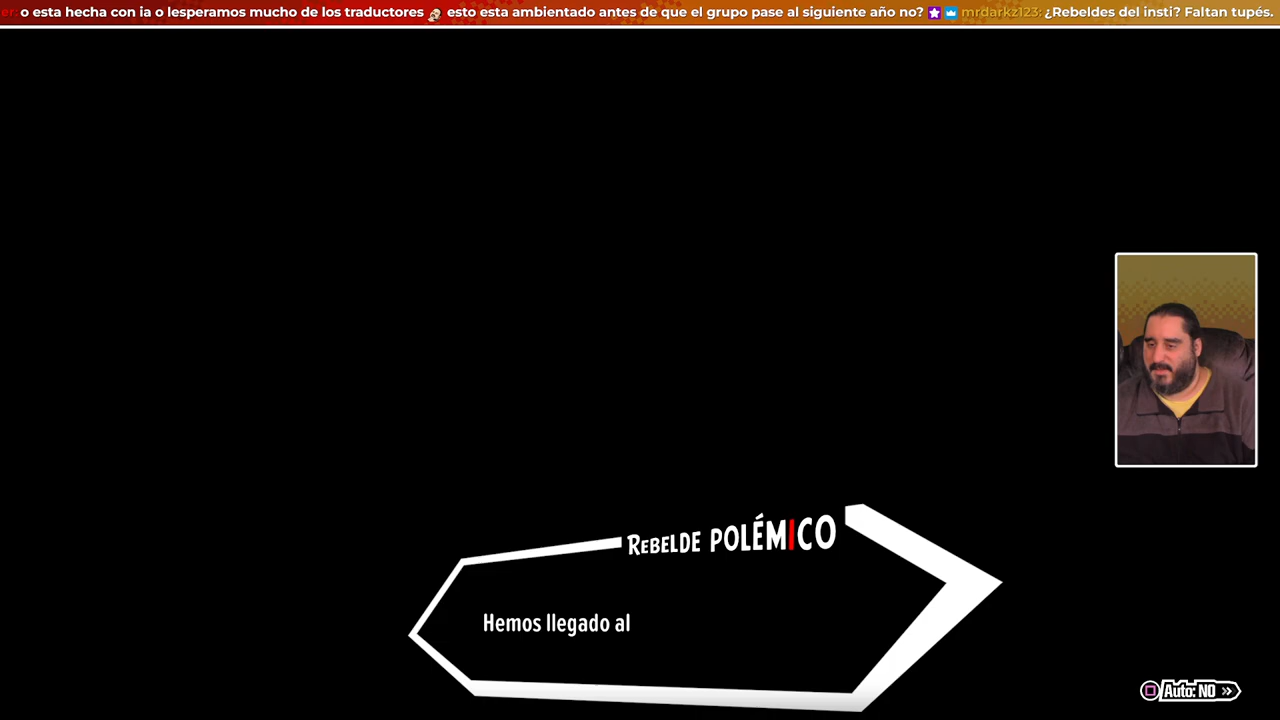 er: o esta hecha con ia o lesperamos mucho de los traductores esto esta ambientado antes de que el grupo pase al siguiente año no? mrdarkz123: ¿Rebeldes del insti? Faltan tupés.
REBELDE POLÉMICO
Hemos llegado al
Auto: NO